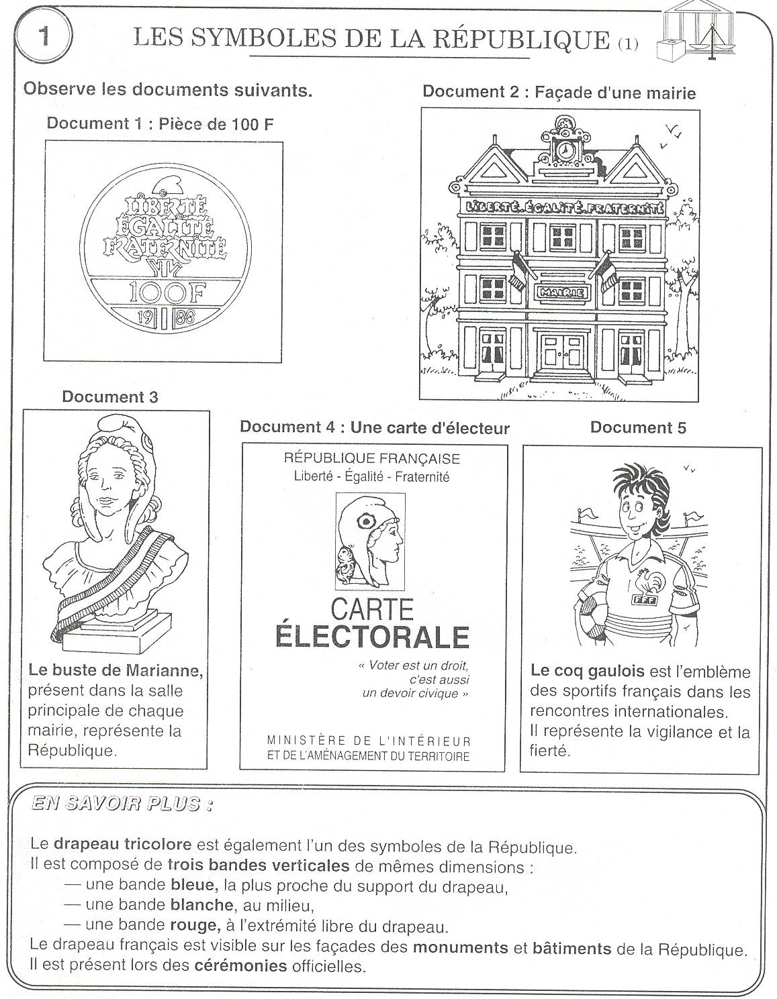 1
LES SYMBOLES DE LA RÉPUBLIQUE (1)
Observe les documents suivants.
Document 1 : Pièce de 100 F
LIBERTÉ
ÉGALITÉ
FRATERNITÉ
100F
19 88
Document 2 : Façade d'une mairie
LIBERTÉ.ÉGALITÉ.FRATERNITÉ
MAIRIE
Document 3
Le buste de Marianne,
présent dans la salle
principale de chaque
mairie, représente la
République.
Document 4 : Une carte d'électeur
RÉPUBLIQUE FRANÇAISE
Liberté - Égalité - Fraternité
CARTE
ÉLECTORALE
« Voter est un droit,
c'est aussi
un devoir civique »
MINISTÈRE DE L'INTÉRIEUR
ET DE L'AMÉNAGEMENT DU TERRITOIRE
Document 5
FFF
Le coq gaulois est l'emblème
des sportifs français dans les
rencontres internationales.
Il représente la vigilance et la
fierté.
EN SAVOIR PLUS :
Le drapeau tricolore est également l'un des symboles de la République.
Il est composé de trois bandes verticales de mêmes dimensions :
— une bande bleue, la plus proche du support du drapeau,
— une bande blanche, au milieu,
— une bande rouge, à l'extrémité libre du drapeau.
Le drapeau français est visible sur les façades des monuments et bâtiments de la République.
Il est présent lors des cérémonies officielles.